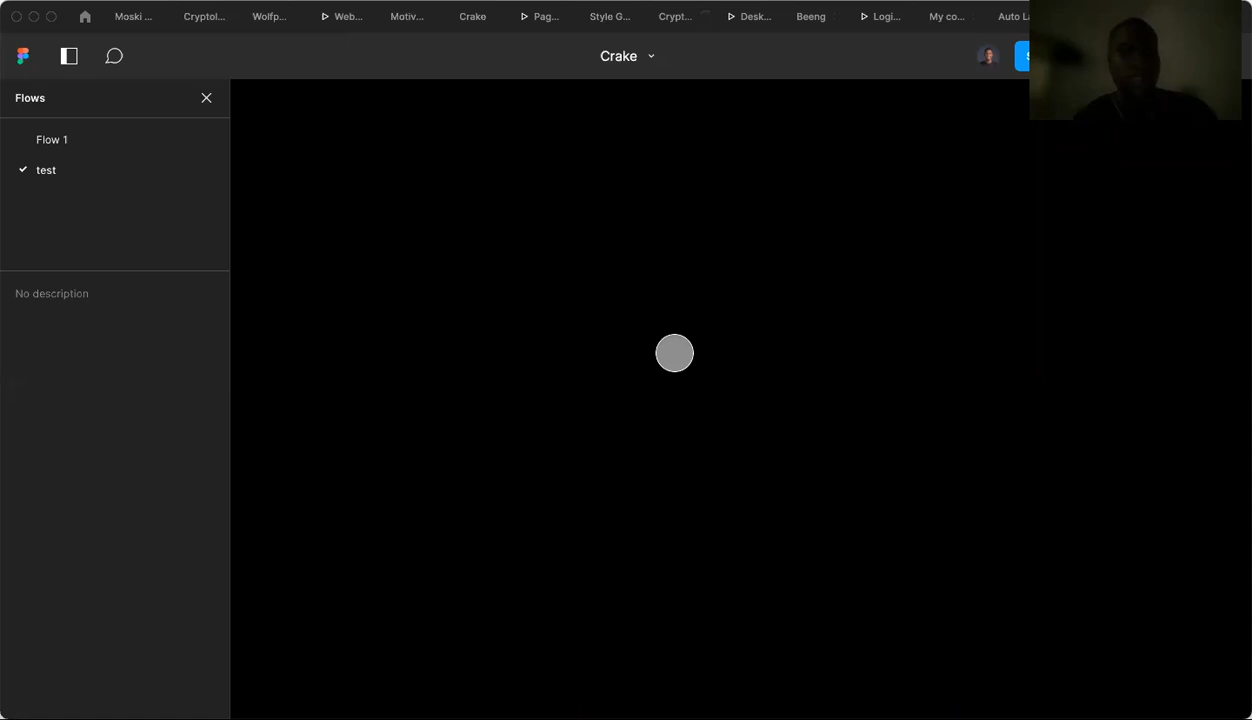 Moski ... Cryptol... Wolfp... Web... Motiv... Crake Pag... Style G... Crypt... Desk... Beeng Logi... My co... Auto La
Crake
Flows
Flow 1
test
No description